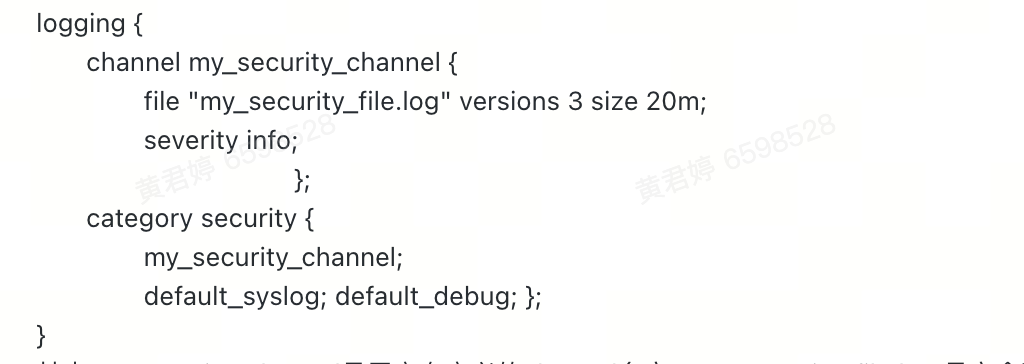 logging {
channel my_security_channel {
file "my_security_file.log" versions 3 size 20m;
severity info;
黄君婷 6598528
黄君婷 6598528
};
category security {
my_security_channel;
default_syslog; default_debug; };
}